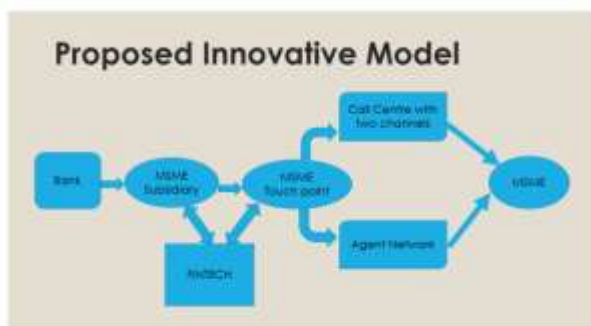 Proposed Innovative Model
Call Centre with
two channels
Bank
MSME
Subsidiary
MSME
Touch point
MSME
Agent Network
FINTECH